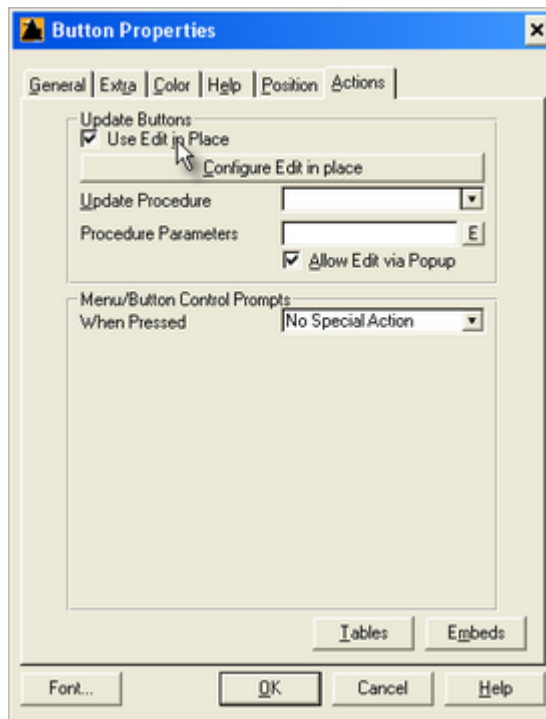 Button Properties
General Extra Color Help Position Actions
Update Buttons
Use Edit in Place
Configure Edit in place
Update Procedure
Procedure Parameters E
Allow Edit via Popup
Menu/Button Control Prompts
When Pressed No Special Action
Tables Embeds
Font... OK Cancel Help